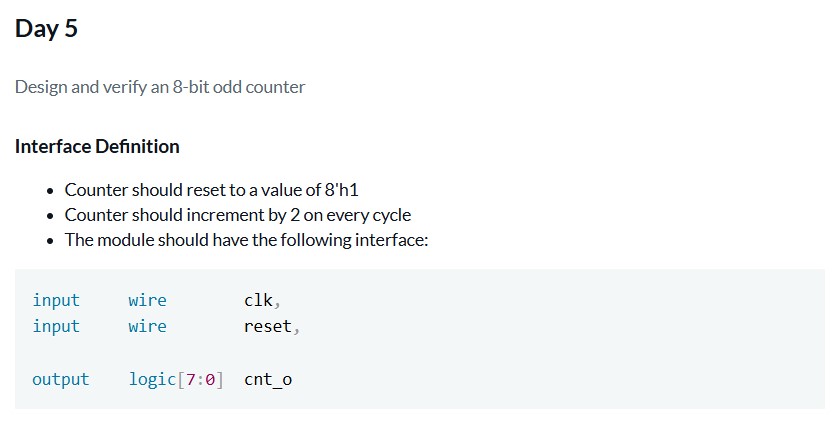 Day 5
Design and verify an 8-bit odd counter
Interface Definition
• Counter should reset to a value of 8'h1
• Counter should increment by 2 on every cycle
• The module should have the following interface:
input     wire        clk,
input     wire        reset,
output    logic[7:0]  cnt_o